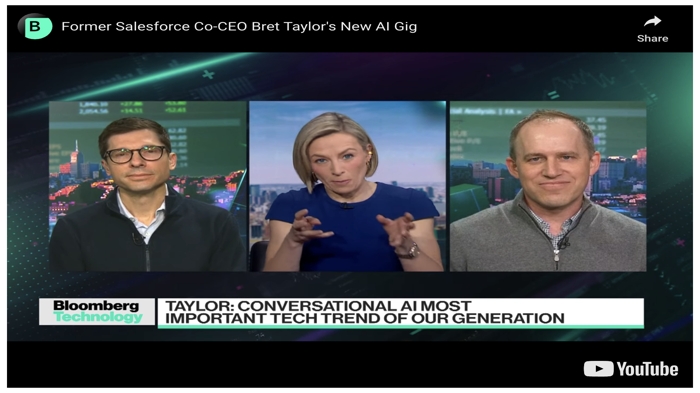 B
Former Salesforce Co-CEO Bret Taylor's New AI Gig
Share
Bloomberg
Technology
TAYLOR: CONVERSATIONAL AI MOST
IMPORTANT TECH TREND OF OUR GENERATION
YouTube